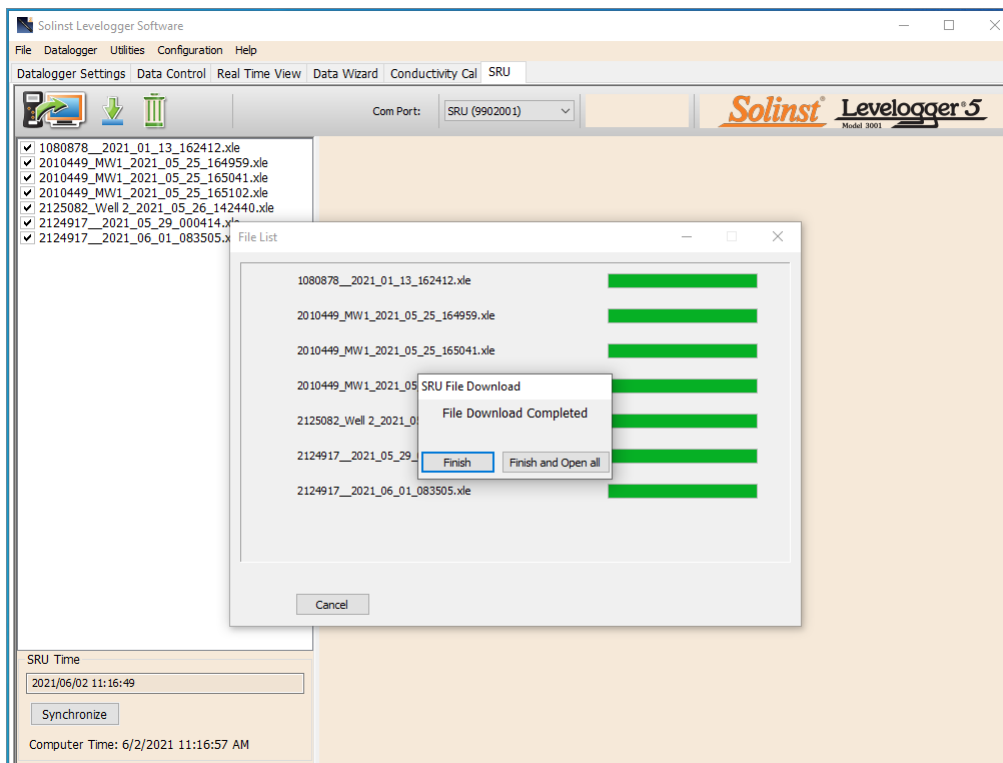 Solinst Levelogger Software
File Datalogger Utilities Configuration Help
Datalogger Settings Data Control Real Time View Data Wizard Conductivity Cal SRU
Com Port: SRU (9902001)
Solinst® Levelogger® 5
Model 3001
1080878__2021_01_13_162412.xle
2010449_MW1_2021_05_25_164959.xle
2010449_MW1_2021_05_25_165041.xle
2010449_MW1_2021_05_25_165102.xle
2125082_Well 2_2021_05_26_142440.xle
2124917__2021_05_29_000414.xle
2124917__2021_06_01_083505.x
File List
1080878__2021_01_13_162412.xle
2010449_MW1_2021_05_25_164959.xle
2010449_MW1_2021_05_25_165041.xle
2010449_MW1_2021_05
2125082_Well 2_2021_0
2124917__2021_05_29_
2124917__2021_06_01_083505.xle
SRU File Download
File Download Completed
Finish Finish and Open all
Cancel
SRU Time
2021/06/02 11:16:49
Synchronize
Computer Time: 6/2/2021 11:16:57 AM